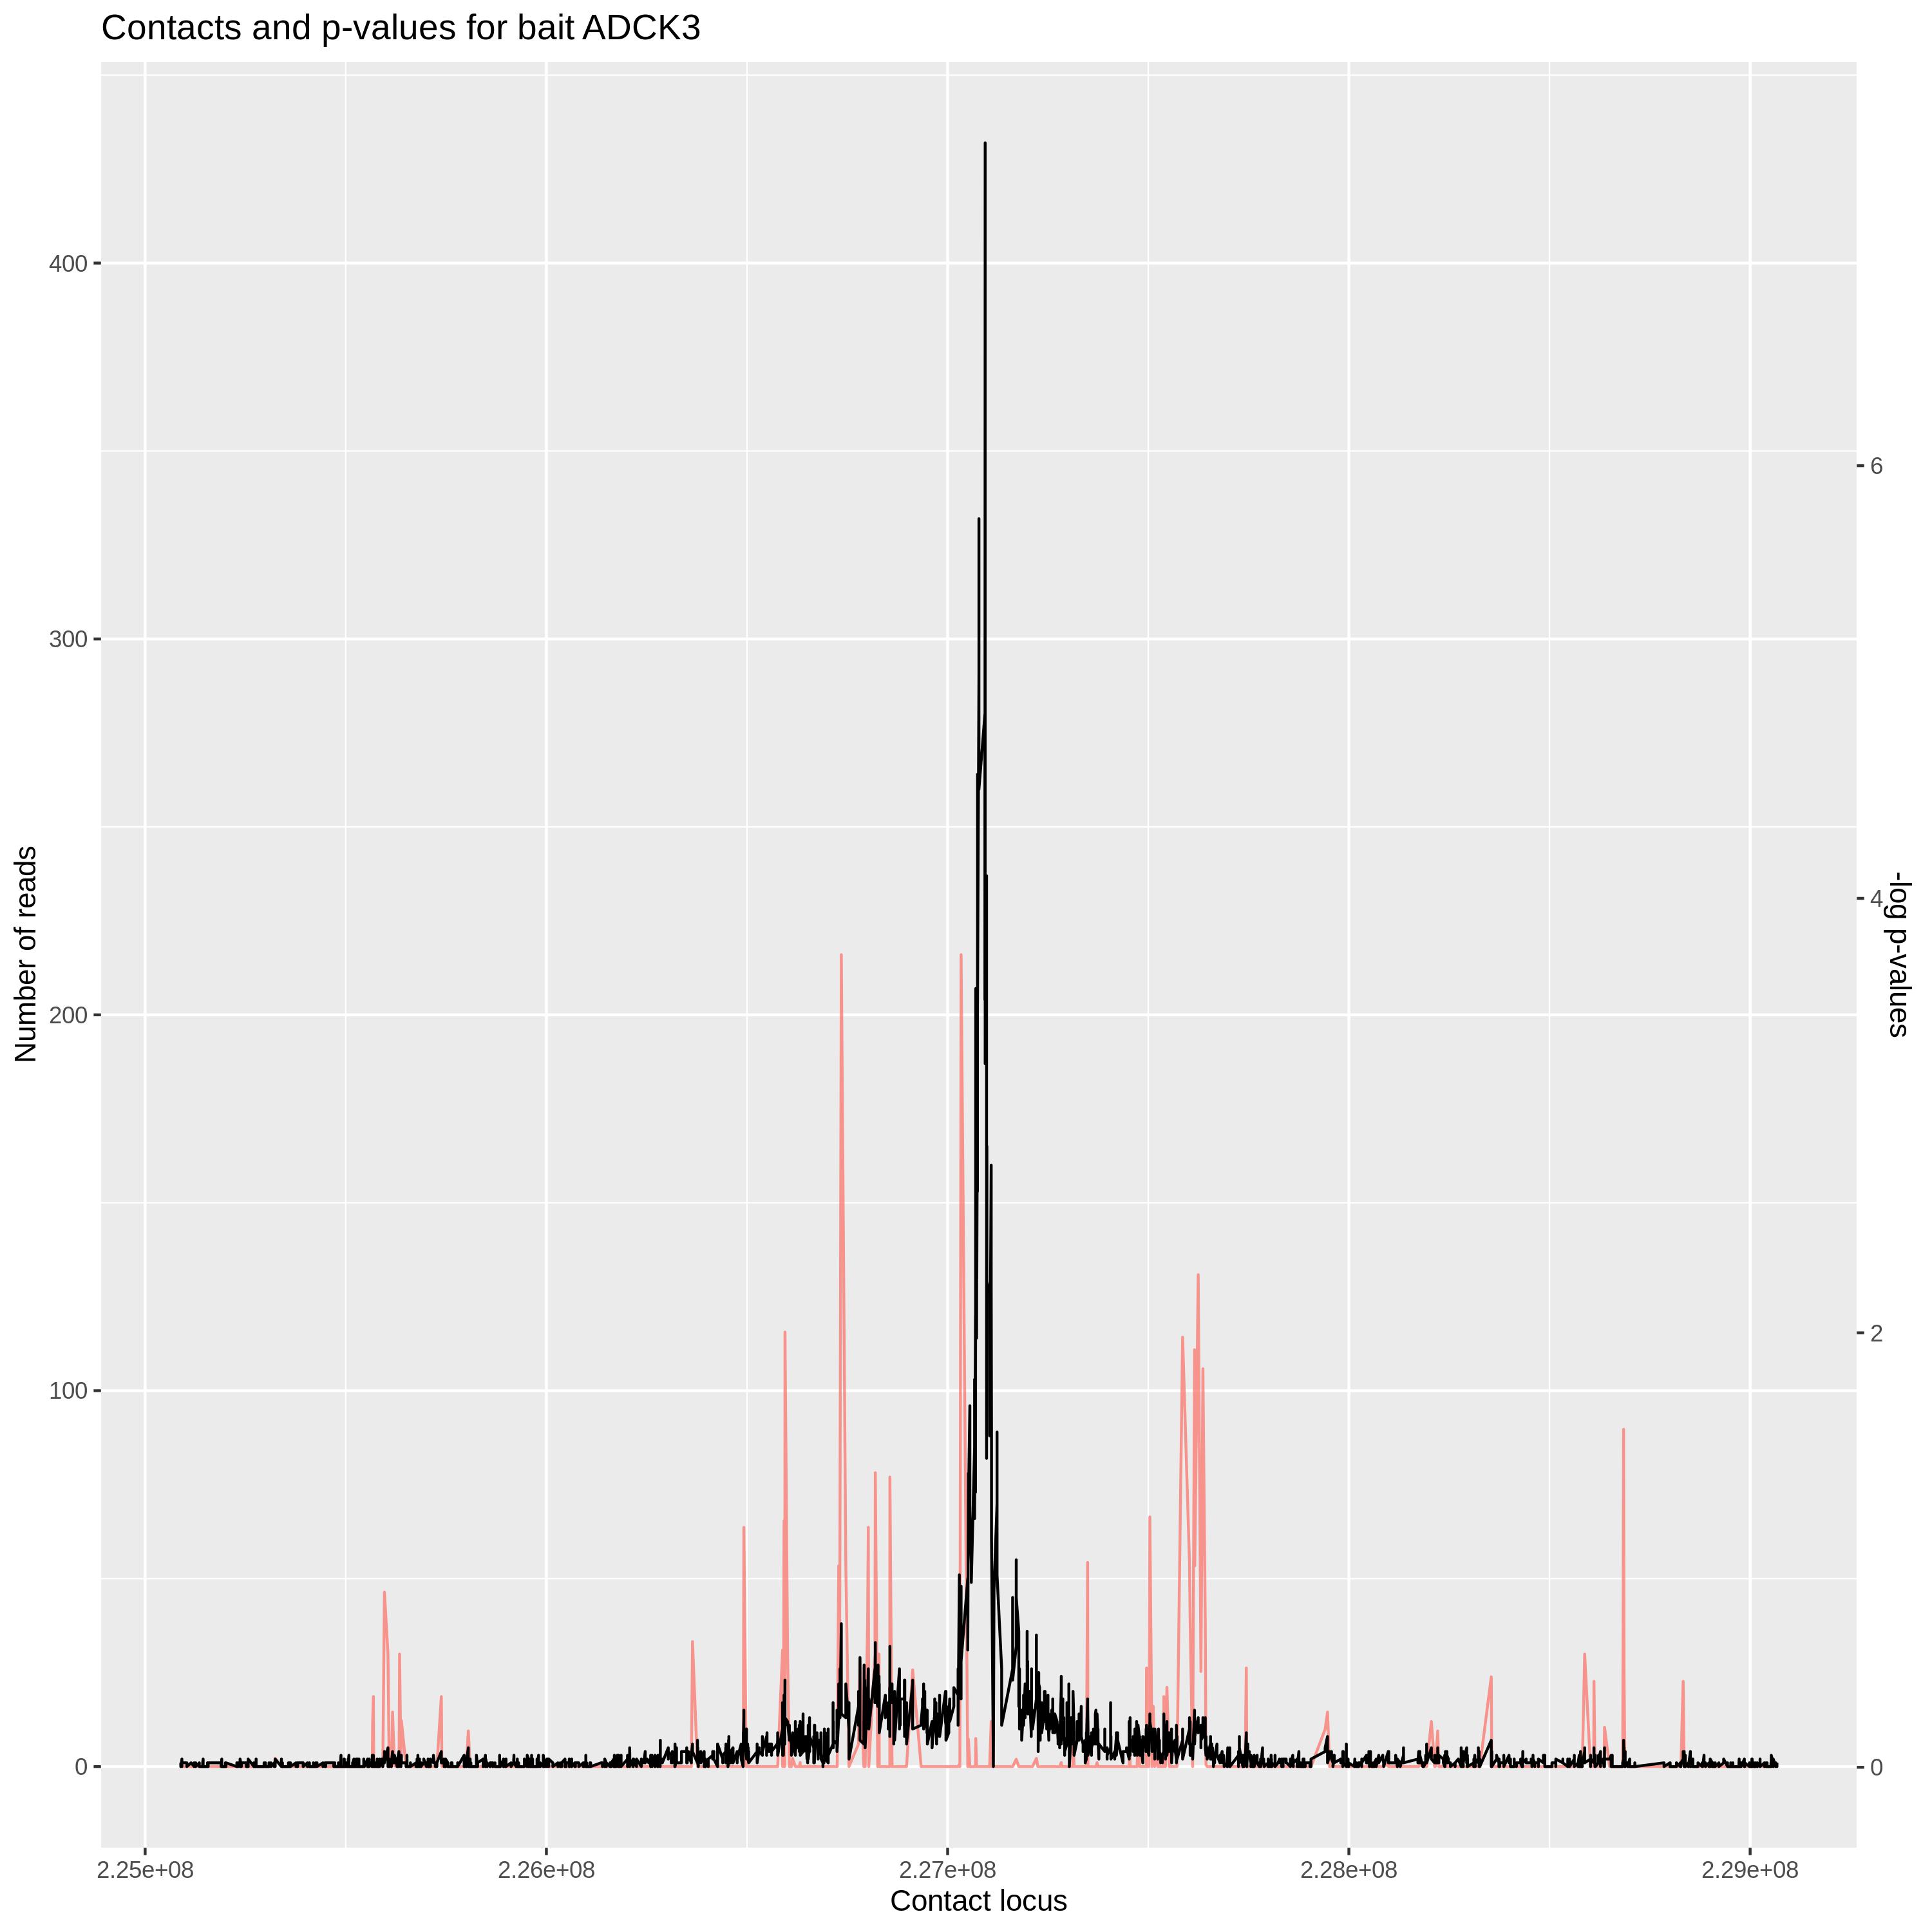 Contacts and p-values for bait ADCK3
400
300
200
100
0
Number of reads
6
4
2
0
-log p-values
2.25e+08
2.26e+08
2.27e+08
2.28e+08
2.29e+08
Contact locus